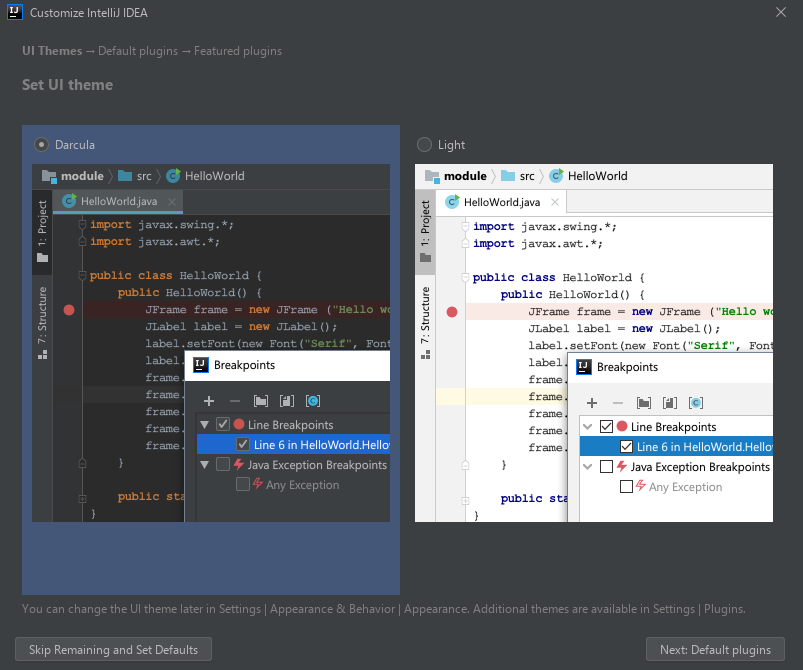 Customize IntelliJ IDEA
UI Themes → Default plugins → Featured plugins
Set UI theme
Darcula
module src HelloWorld
HelloWorld.java
1: Project
7: Structure
import javax.swing.*;
import javax.awt.*;
public class HelloWorld {
public HelloWorld() {
JFrame frame = new JFrame ("Hello wo
JLabel label = new JLabel();
label.setFont(new Font("Serif", Font
label.
frame.
frame.
frame.
frame.
frame.
}
public sta
}
Breakpoints
Line Breakpoints
Line 6 in HelloWorld.Hello
Java Exception Breakpoints
Any Exception
Light
module src HelloWorld
HelloWorld.java
1: Project
7: Structure
import javax.swing.*;
import javax.awt.*;
public class HelloWorld {
public HelloWorld() {
JFrame frame = new JFrame ("Hello wo
JLabel label = new JLabel();
label.setFont(new Font("Serif", Font
label.
frame.
frame.
frame.
frame.
frame.
}
public sta
}
Breakpoints
Line Breakpoints
Line 6 in HelloWorld.Hello
Java Exception Breakpoints
Any Exception
You can change the UI theme later in Settings | Appearance & Behavior | Appearance. Additional themes are available in Settings | Plugins.
Skip Remaining and Set Defaults
Next: Default plugins